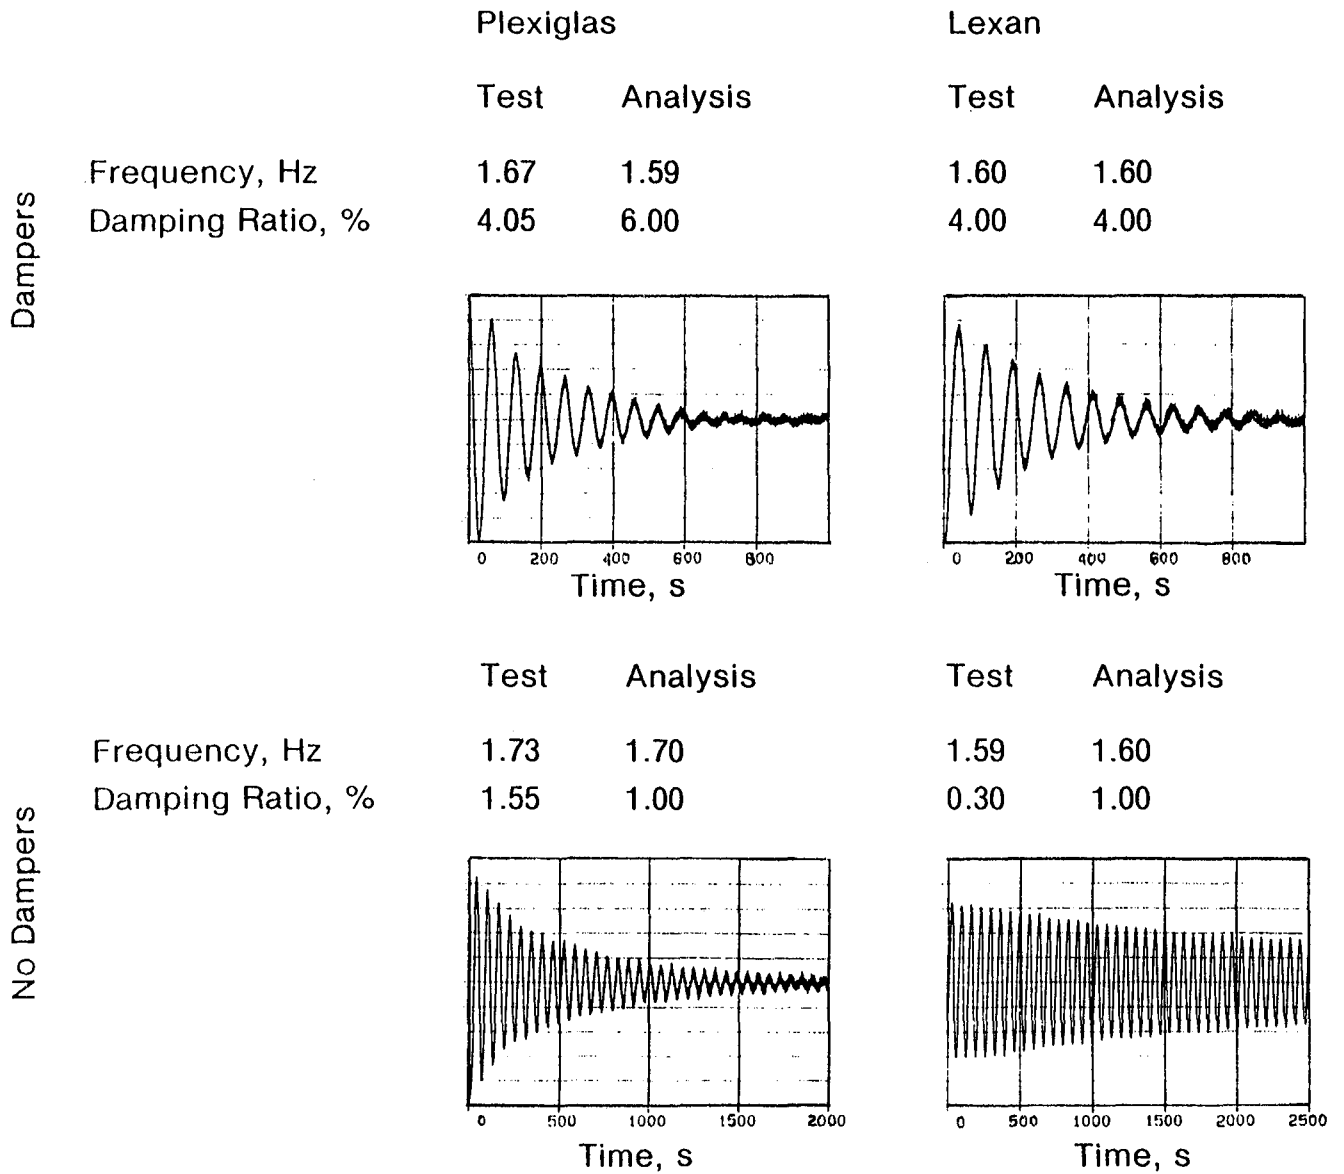 Plexiglas Lexan
Test Analysis Test Analysis
Dampers
Frequency, Hz 1.67 1.59 1.60 1.60
Damping Ratio, % 4.05 6.00 4.00 4.00
0 200 400 600 800 0 200 400 600 800
Time, s Time, s
Test Analysis Test Analysis
No Dampers
Frequency, Hz 1.73 1.70 1.59 1.60
Damping Ratio, % 1.55 1.00 0.30 1.00
0 500 1000 1500 2000 0 500 1000 1500 2000 2500
Time, s Time, s